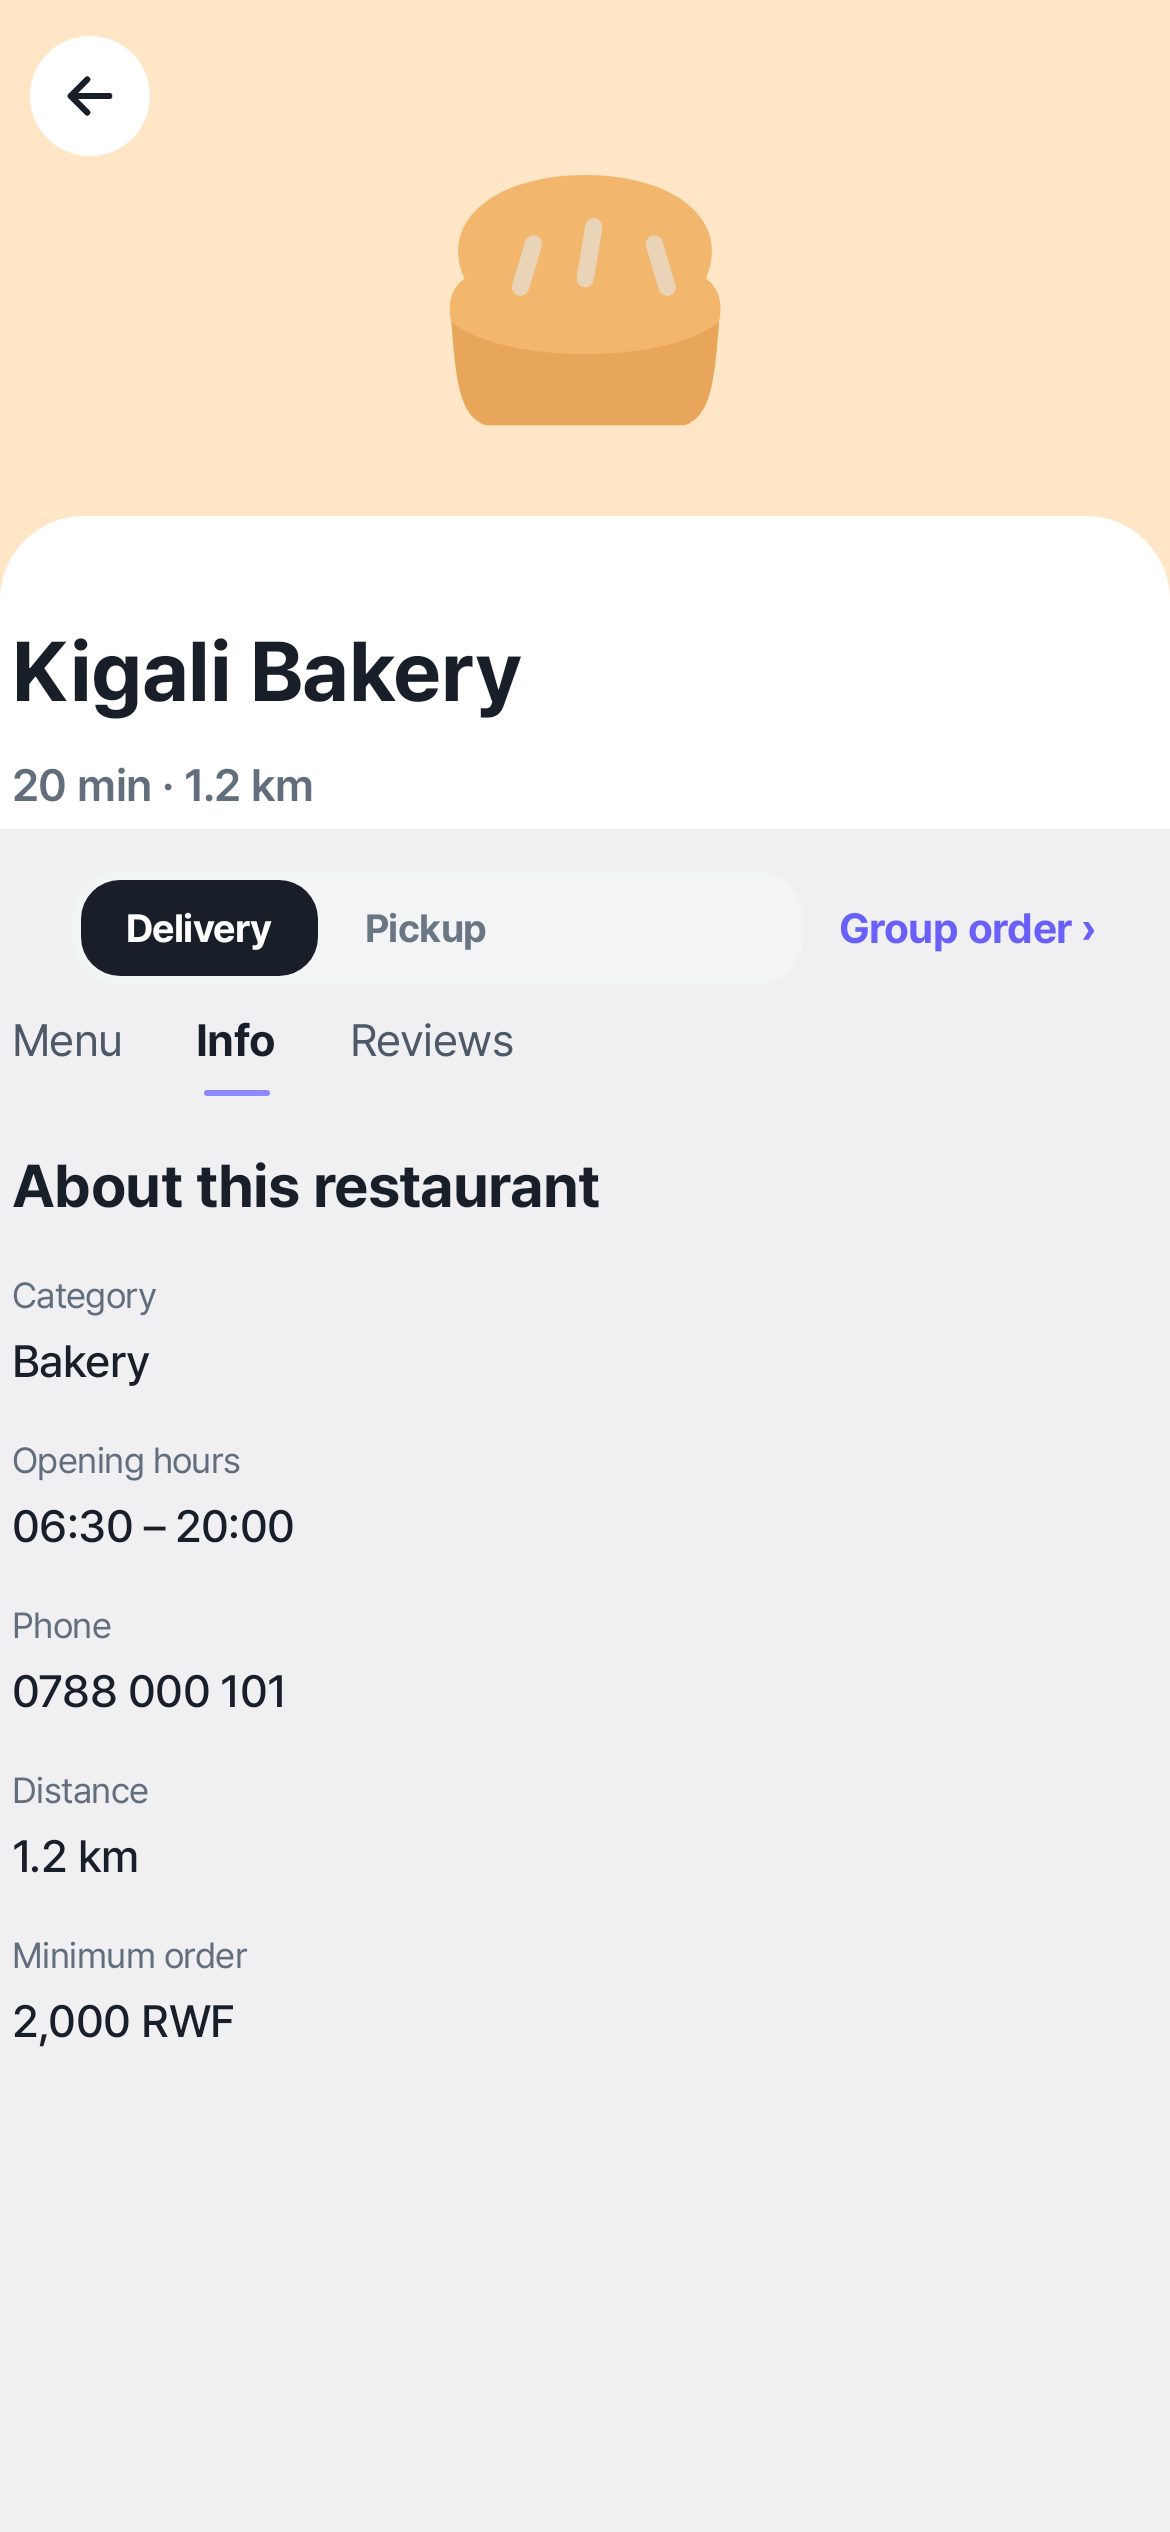 Kigali Bakery
20 min · 1.2 km
Delivery Pickup Group order ›
Menu Info Reviews
About this restaurant
Category
Bakery
Opening hours
06:30 – 20:00
Phone
0788 000 101
Distance
1.2 km
Minimum order
2,000 RWF